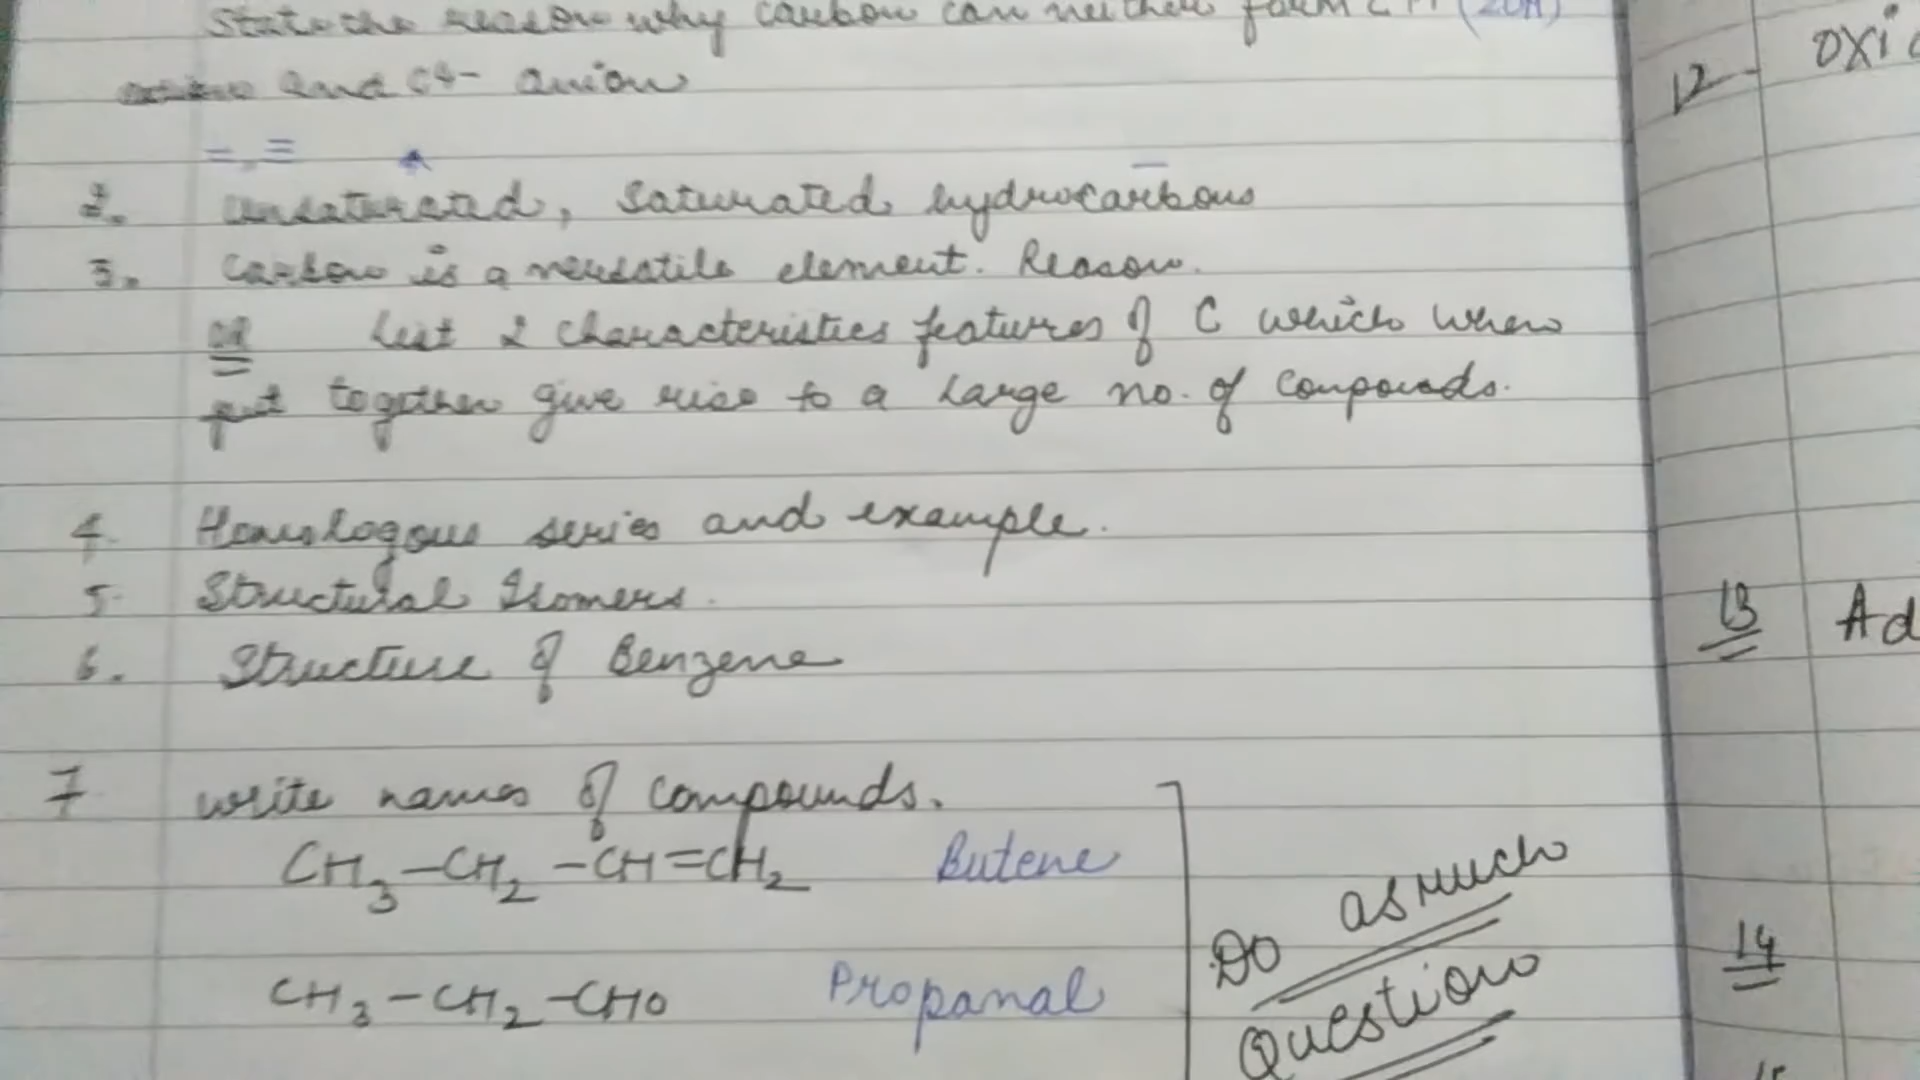 State the reason why carbon can neither form C4+ (2014)
and C4- anion
=, ≡
2. Unsaturated, Saturated hydrocarbons
3. Carbon is a versatile element. Reason.
OR List 2 characteristics features of C which when
put together give rise to a large no. of compounds.
4. Homologous series and example.
5. Structural Isomers.
6. Structure of Benzene
7 write names of compounds.
CH3-CH2-CH=CH2 Butene
CH3-CH2-CHO Propanal
Do as much
Questions
12
13 Ad
14
15